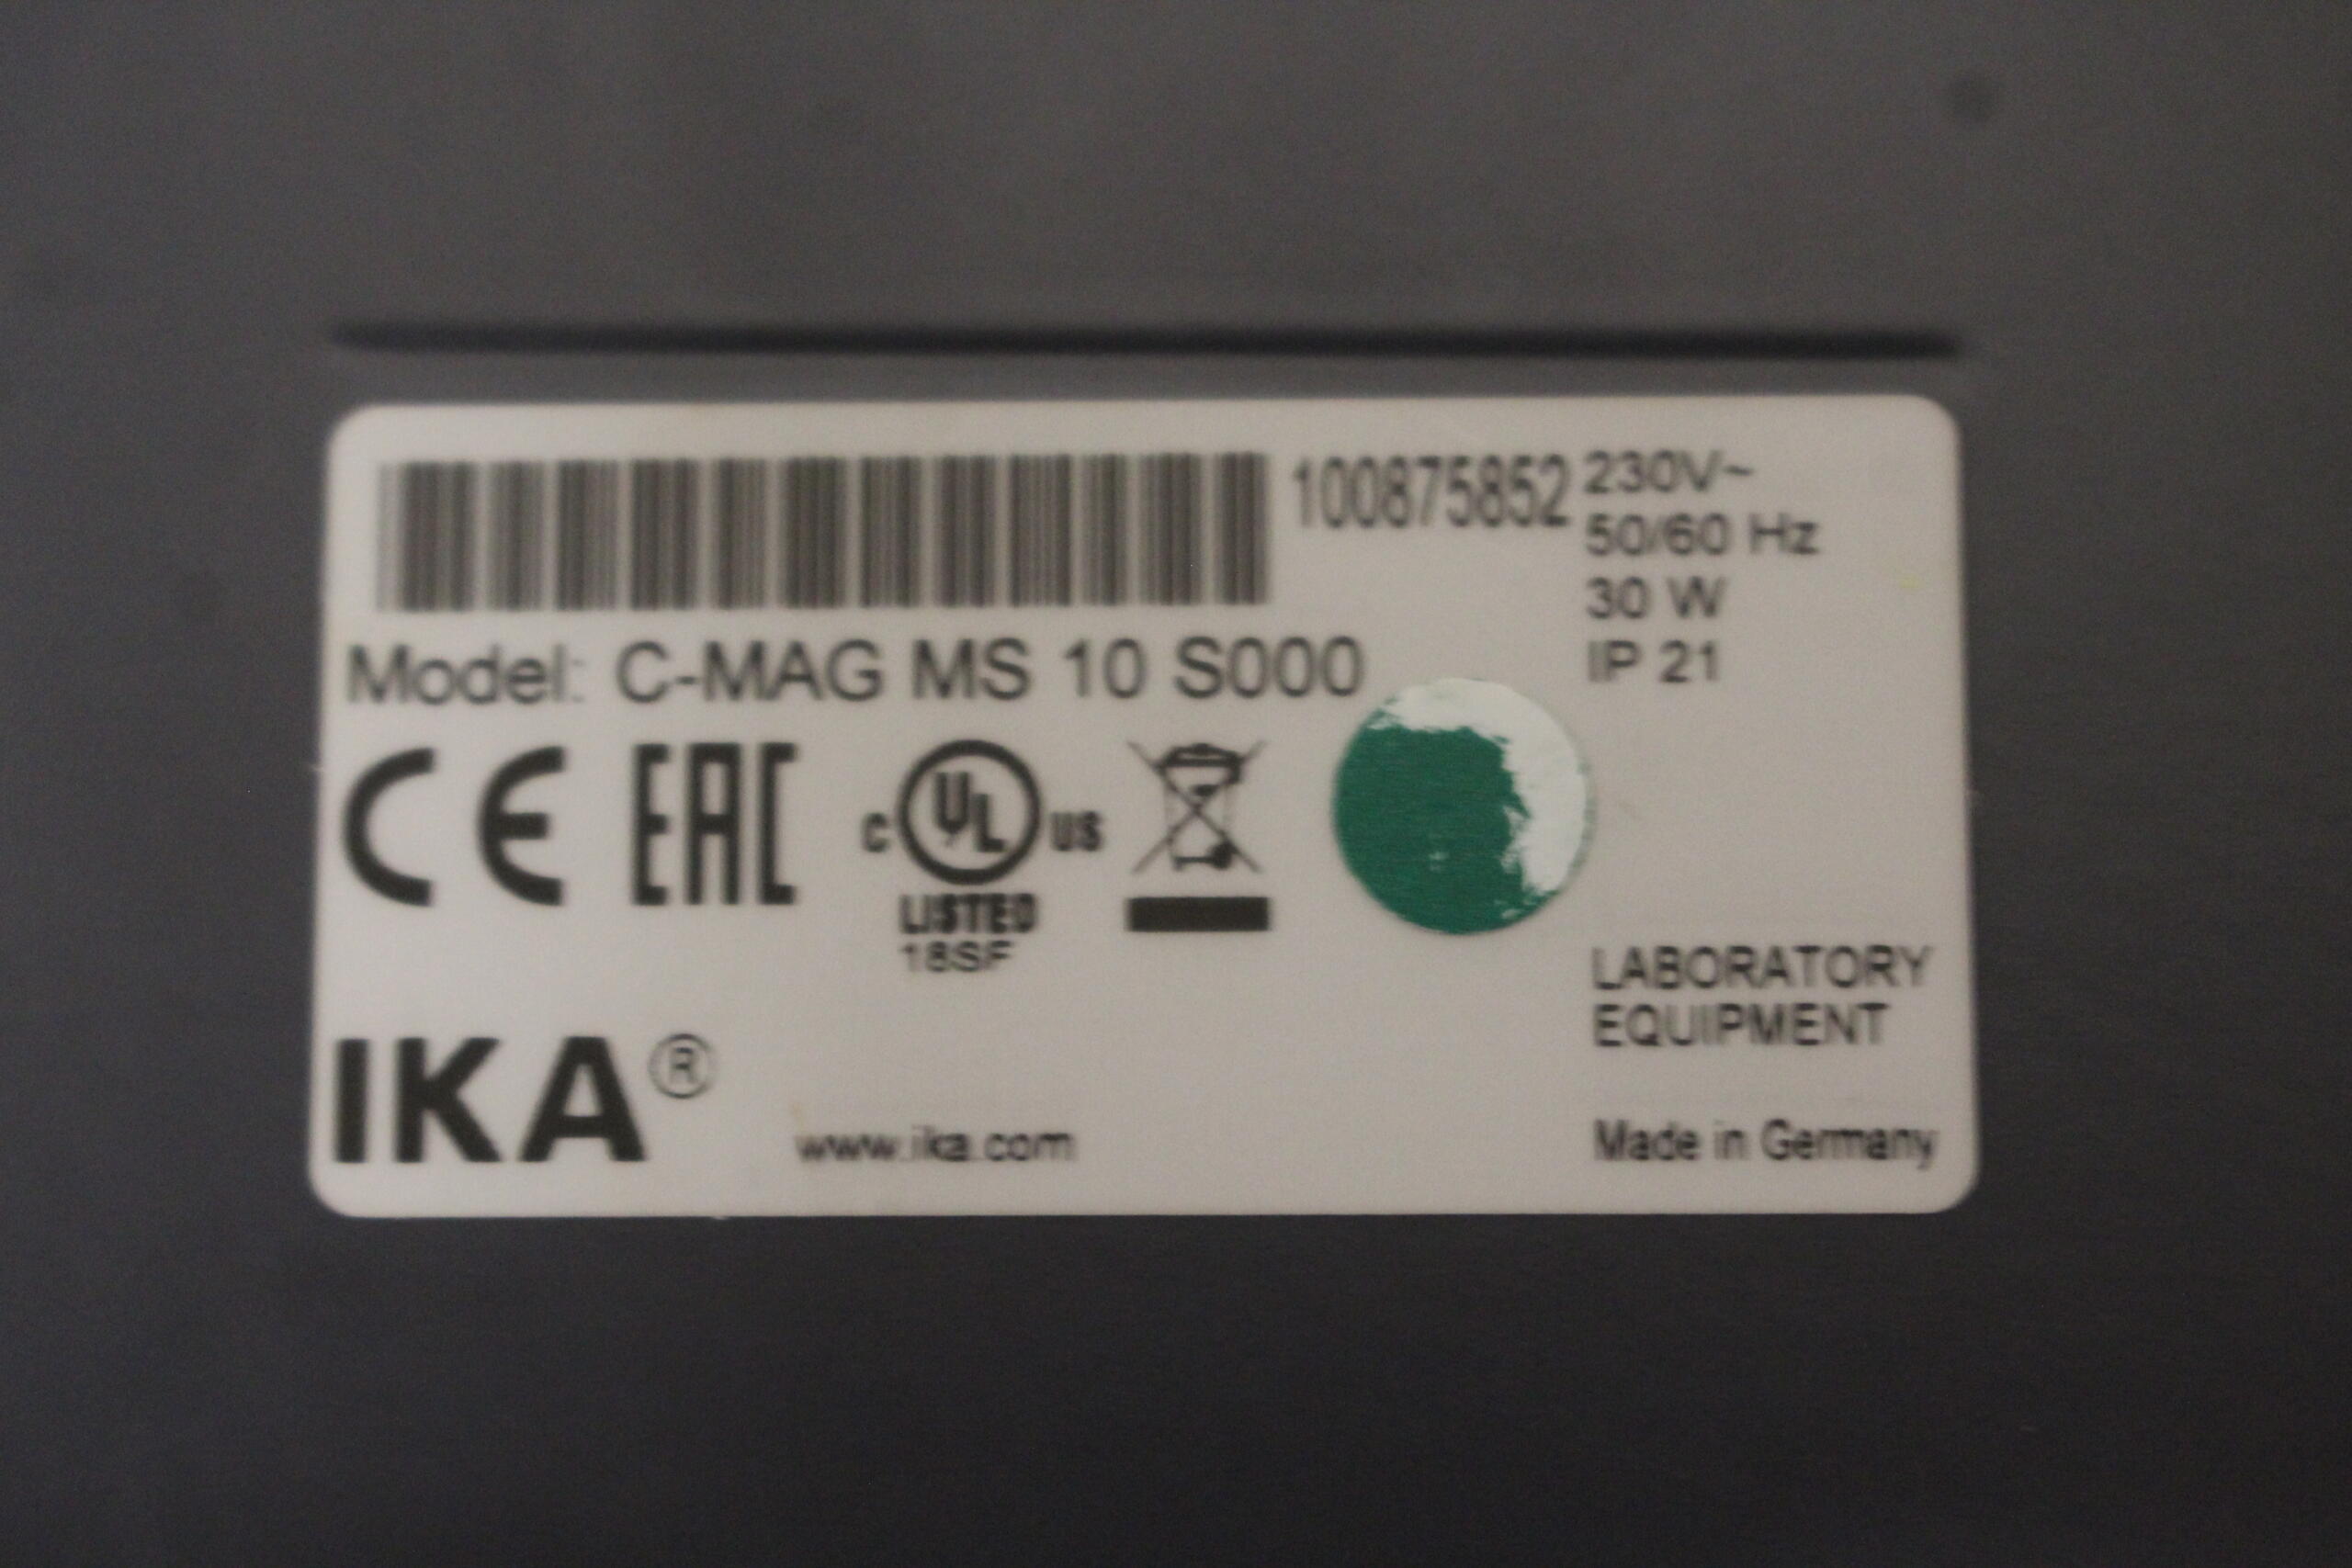 100875852
230V~
50/60 Hz
30 W
IP 21
Model: C-MAG MS 10 S000
CE EAC
C UL US
LISTED
18SF
LABORATORY
EQUIPMENT
IKA®
www.ika.com
Made in Germany